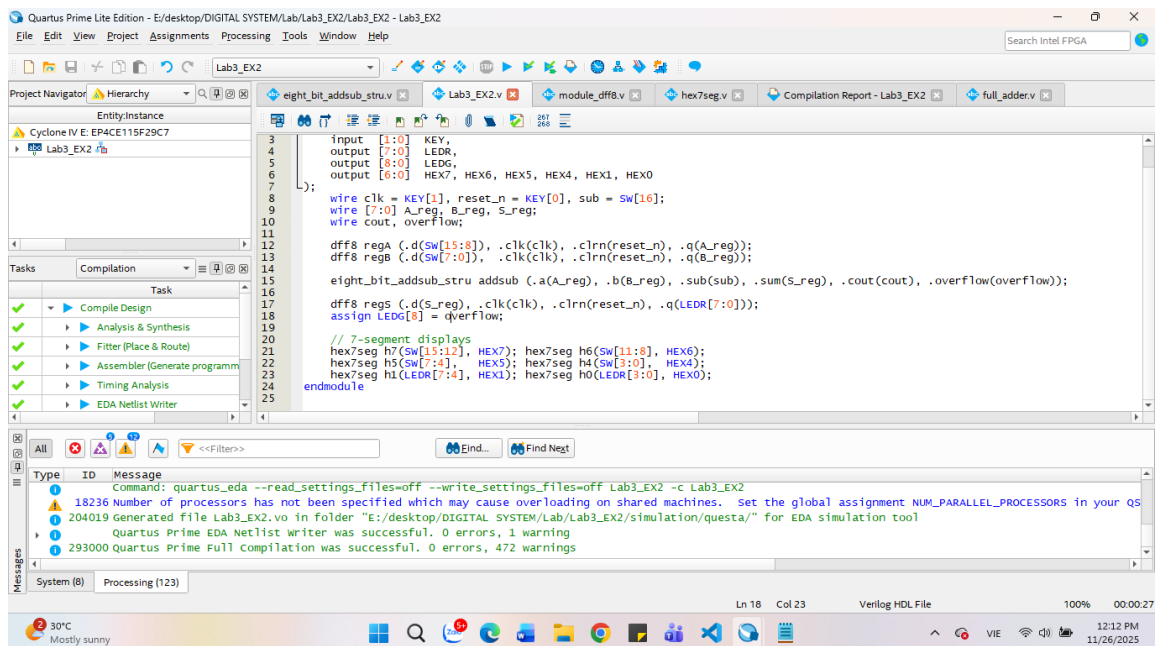 Quartus Prime Lite Edition - E:/desktop/DIGITAL SYSTEM/Lab/Lab3_EX2/Lab3_EX2 - Lab3_EX2
File Edit View Project Assignments Processing Tools Window Help
Search Intel FPGA
Lab3_EX2
Project Navigator Hierarchy
eight_bit_addsub_stru.v Lab3_EX2.v module_dff8.v hex7seg.v Compilation Report - Lab3_EX2 full_adder.v
Entity:Instance
Cyclone IV E: EP4CE115F29C7
Lab3_EX2
267
268
3 input [1:0] KEY,
4 output [7:0] LEDR,
5 output [8:0] LEDG,
6 output [6:0] HEX7, HEX6, HEX5, HEX4, HEX1, HEX0
7 );
8 wire clk = KEY[1], reset_n = KEY[0], sub = SW[16];
9 wire [7:0] A_reg, B_reg, S_reg;
10 wire cout, overflow;
11
12 dff8 regA (.d(SW[15:8]), .clk(clk), .clrn(reset_n), .q(A_reg));
13 dff8 regB (.d(SW[7:0]), .clk(clk), .clrn(reset_n), .q(B_reg));
14
15 eight_bit_addsub_stru addsub (.a(A_reg), .b(B_reg), .sub(sub), .sum(S_reg), .cout(cout), .overflow(overflow));
16
17 dff8 regS (.d(S_reg), .clk(clk), .clrn(reset_n), .q(LEDR[7:0]));
18 assign LEDG[8] = overflow;
19
20 // 7-segment displays
21 hex7seg h7(SW[15:12], HEX7); hex7seg h6(SW[11:8], HEX6);
22 hex7seg h5(SW[7:4], HEX5); hex7seg h4(SW[3:0], HEX4);
23 hex7seg h1(LEDR[7:4], HEX1); hex7seg h0(LEDR[3:0], HEX0);
24 endmodule
25
Tasks Compilation
Task
Compile Design
Analysis & Synthesis
Fitter (Place & Route)
Assembler (Generate programm
Timing Analysis
EDA Netlist Writer
All <<Filter>> Find... Find Next
Type ID Message
Command: quartus_eda --read_settings_files=off --write_settings_files=off Lab3_EX2 -c Lab3_EX2
18236 Number of processors has not been specified which may cause overloading on shared machines. Set the global assignment NUM_PARALLEL_PROCESSORS in your QS
204019 Generated file Lab3_EX2.vo in folder "E:/desktop/DIGITAL SYSTEM/Lab/Lab3_EX2/simulation/questa/" for EDA simulation tool
Quartus Prime EDA Netlist Writer was successful. 0 errors, 1 warning
293000 Quartus Prime Full Compilation was successful. 0 errors, 472 warnings
Messages
System (8) Processing (123)
Ln 18 Col 23 Verilog HDL File 100% 00:00:27
2 30°C
Mostly sunny
Zalo 5+
VIE
12:12 PM
11/26/2025